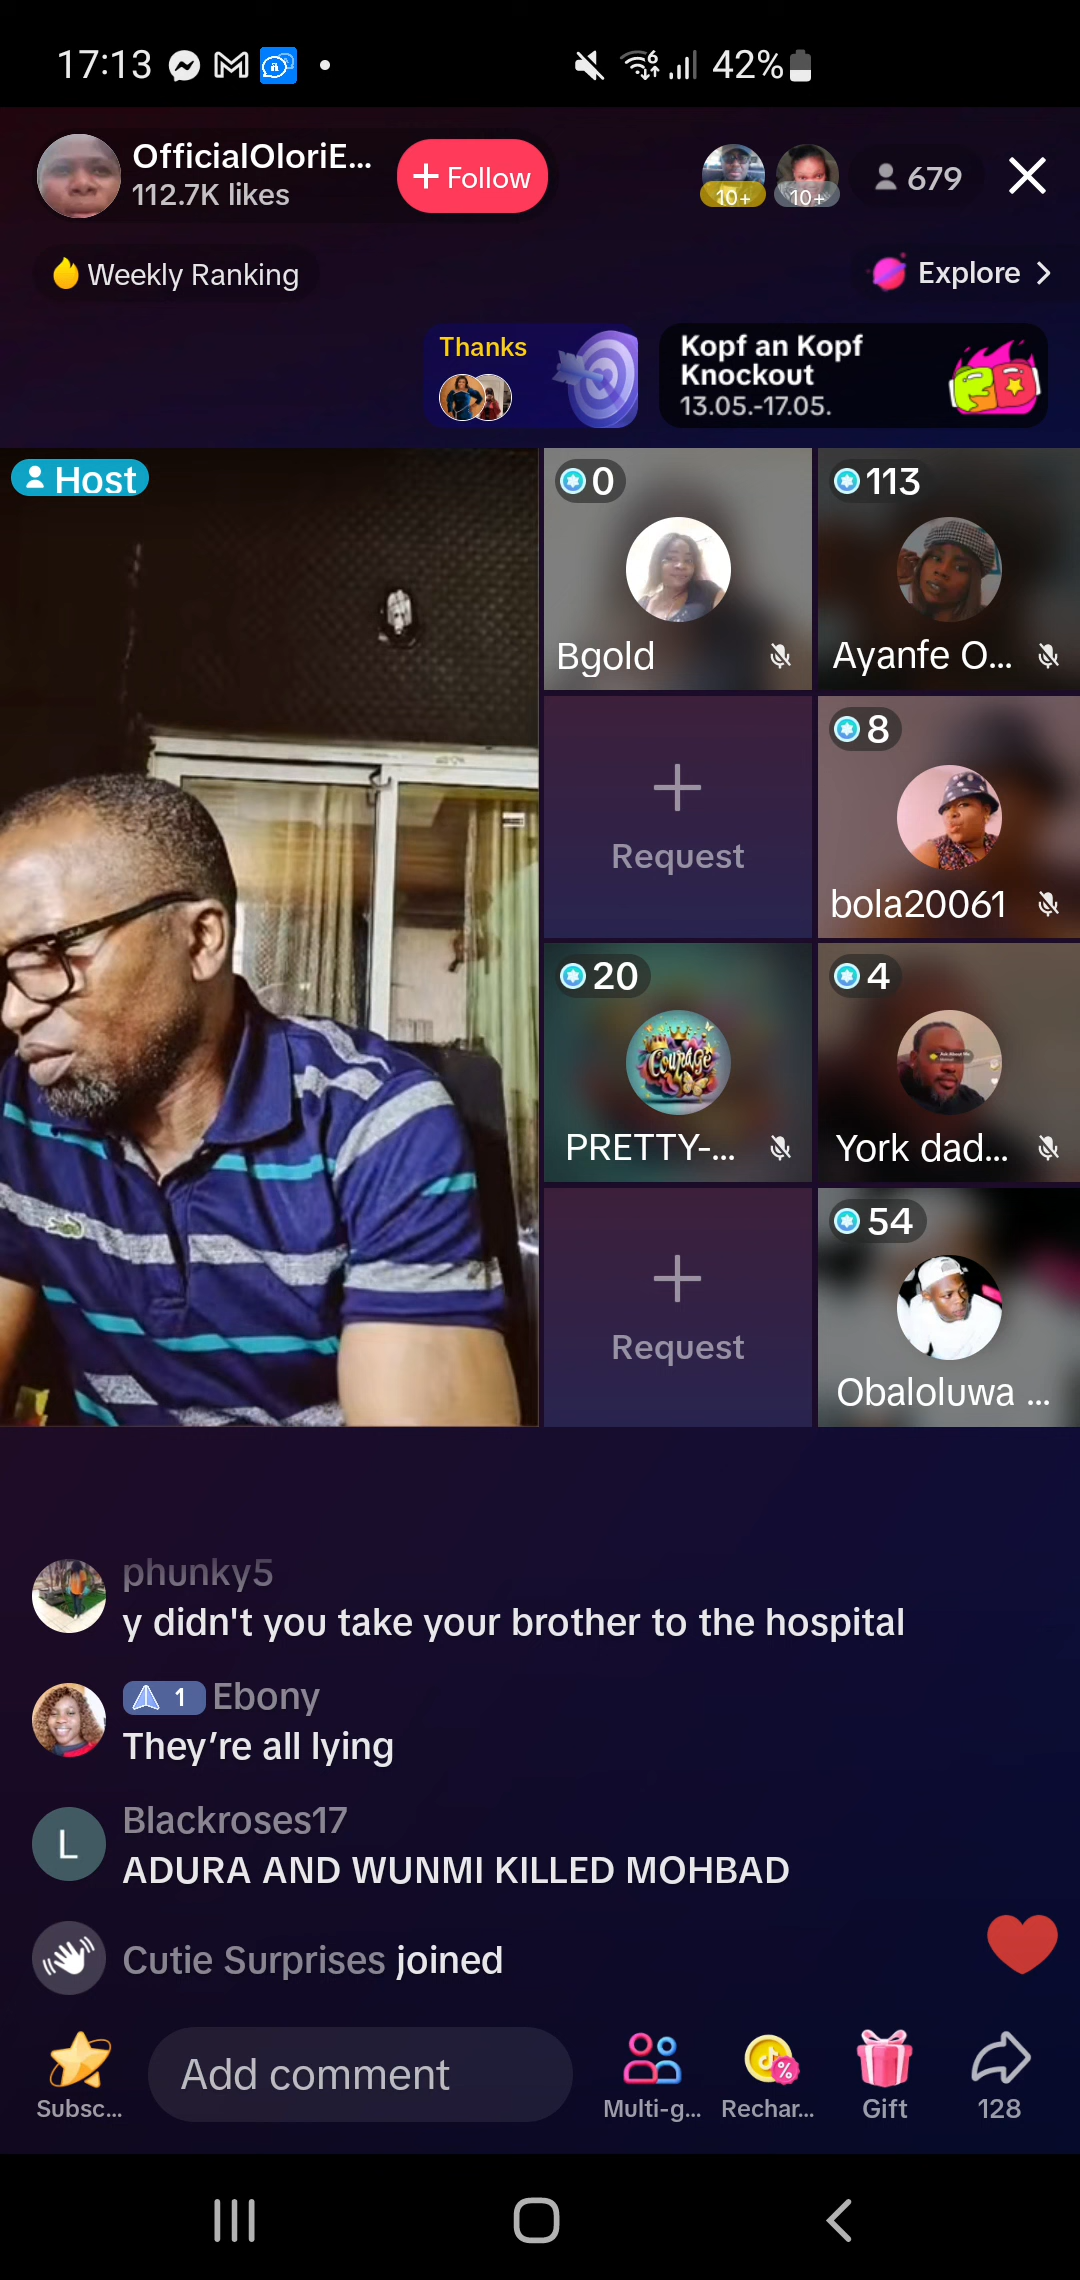 17:13
42%
OfficialOloriE...
112.7K likes
+ Follow
10+
10+
679
Weekly Ranking
Explore
Thanks
Kopf an Kopf
Knockout
13.05.-17.05.
Host
0
Bgold
113
Ayanfe O...
Request
8
bola20061
20
Courage
PRETTY-...
4
York dad...
Request
54
Obaloluwa ...
phunky5
y didn't you take your brother to the hospital
1 Ebony
They’re all lying
L
Blackroses17
ADURA AND WUNMI KILLED MOHBAD
Cutie Surprises joined
Add comment
Subsc...
Multi-g...
Rechar...
Gift
128